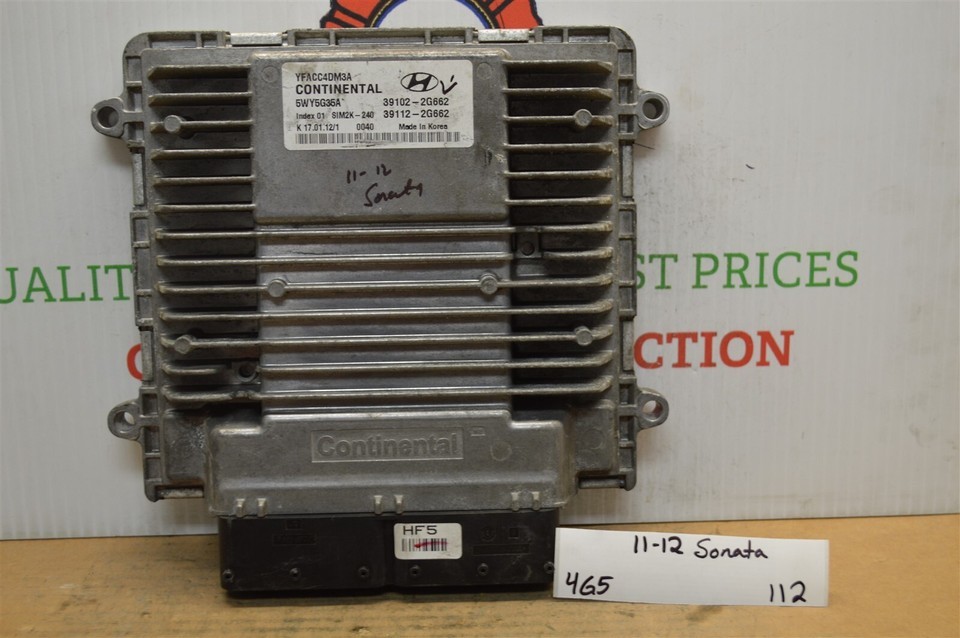 YFACC4DM3A
CONTINENTAL
5WY5G35A 39102-2G662
Index 01 SIM2K-240 39112-2G662
K 17.01.12/1 0040 Made in Korea
11-12
Sonata
UALIT ST PRICES
C CTION
Continental
HF5
11-12 Sonata
4G5 112